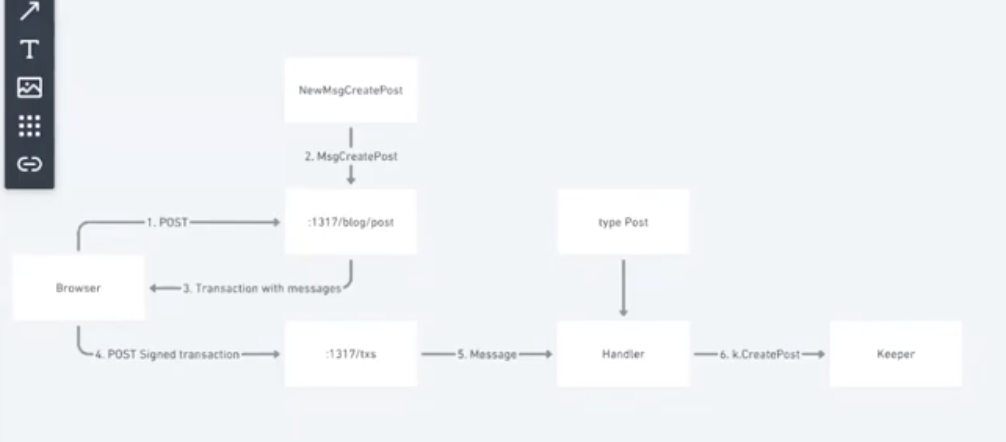 T
NewMsgCreatePost
2. MsgCreatePost
1. POST
:1317/blog/post
type Post
Browser
3. Transaction with messages
4. POST Signed transaction
:1317/txs
5. Message
Handler
6. k.CreatePost
Keeper